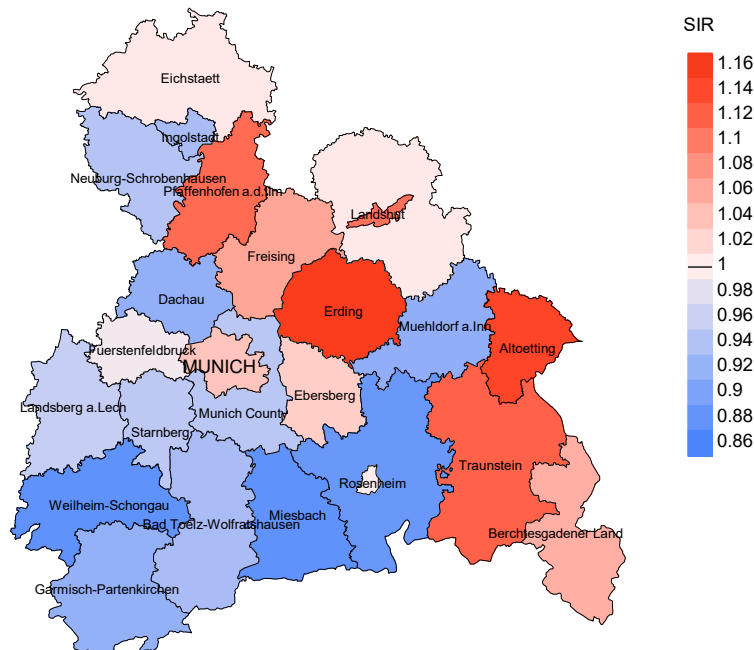 SIR
1.16
1.14
1.12
1.1
1.08
1.06
1.04
1.02
1
0.98
0.96
0.94
0.92
0.9
0.88
0.86
Eichstaett
Ingolstadt
Neuburg-Schrobenhausen
Pfaffenhofen a.d.Ilm
Landshut
Freising
Dachau
Erding
Muehldorf a.Inn
Altoetting
Fuerstenfeldbruck
MUNICH
Ebersberg
Landsberg a.Lech
Munich County
Starnberg
Traunstein
Rosenheim
Weilheim-Schongau
Miesbach
Bad Toelz-Wolfratshausen
Berchtesgadener Land
Garmisch-Partenkirchen